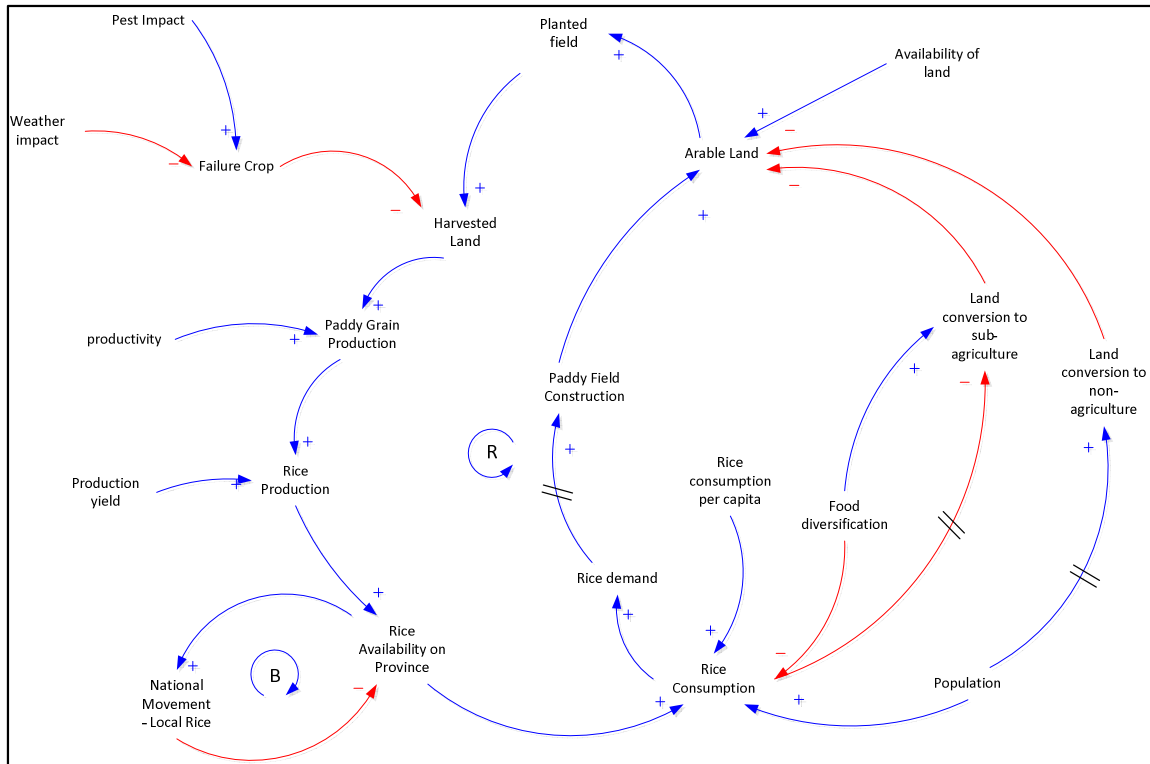 Pest Impact
Planted
field
Availability of
land
Weather
impact
Failure Crop
Arable Land
Harvested
Land
productivity
Paddy Grain
Production
Land
conversion to
sub-
agriculture
Land
conversion to
non-
agriculture
Paddy Field
Construction
R
Rice
consumption
per capita
Production
yield
Rice
Production
Food
diversification
Rice demand
Rice
Availability on
Province
B
National
Movement
– Local Rice
Rice
Consumption
Population
+
+
+
–
–
–
–
+
+
+
+
+
+
–
+
+
+
+
+
+
+
–
–
+
+